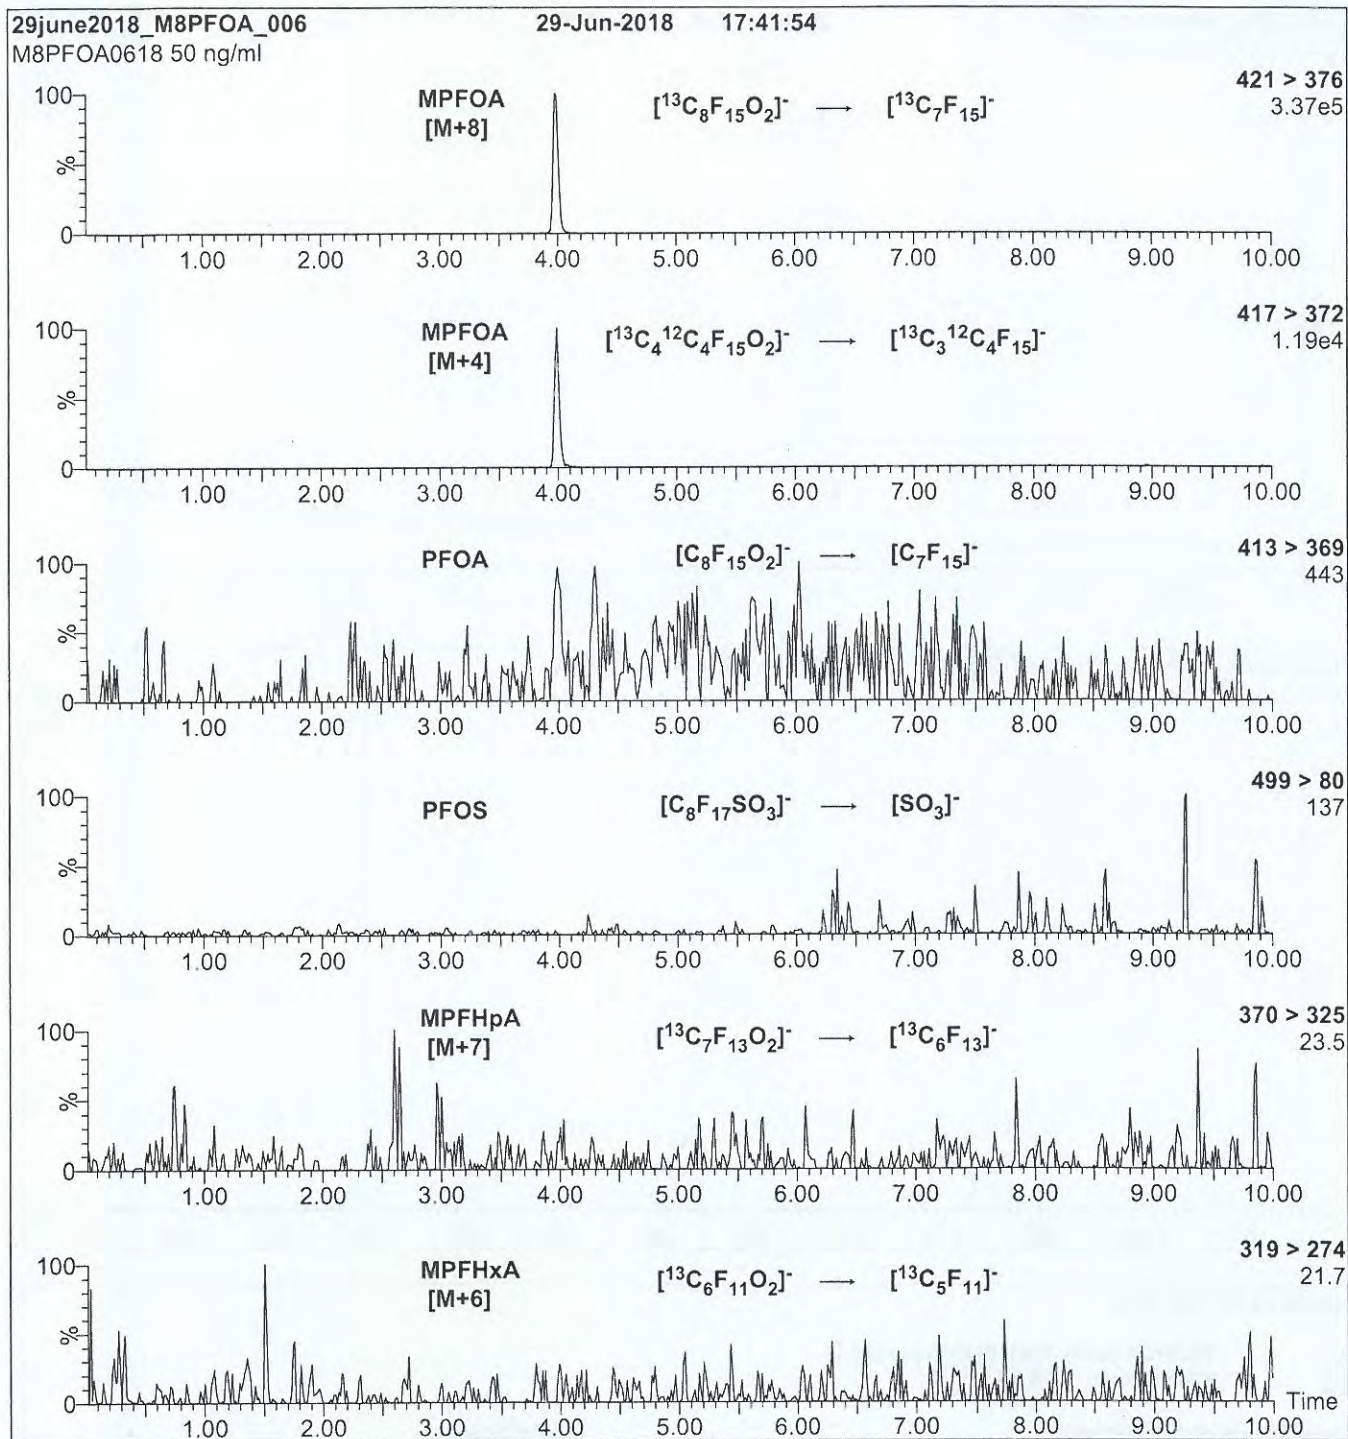 29june2018_M8PFOA_006 29-Jun-2018 17:41:54
M8PFOA0618 50 ng/ml
421 > 376
3.37e5
MPFOA [¹³C₈F₁₅O₂]⁻ → [¹³C₇F₁₅]⁻
[M+8]
100
%
0
1.00 2.00 3.00 4.00 5.00 6.00 7.00 8.00 9.00 10.00
417 > 372
1.19e4
MPFOA [¹³C₄¹²C₄F₁₅O₂]⁻ → [¹³C₃¹²C₄F₁₅]⁻
[M+4]
100
%
0
1.00 2.00 3.00 4.00 5.00 6.00 7.00 8.00 9.00 10.00
413 > 369
443
PFOA [C₈F₁₅O₂]⁻ → [C₇F₁₅]⁻
100
%
0
1.00 2.00 3.00 4.00 5.00 6.00 7.00 8.00 9.00 10.00
499 > 80
137
PFOS [C₈F₁₇SO₃]⁻ → [SO₃]⁻
100
%
0
1.00 2.00 3.00 4.00 5.00 6.00 7.00 8.00 9.00 10.00
370 > 325
23.5
MPFHpA [¹³C₇F₁₃O₂]⁻ → [¹³C₆F₁₃]⁻
[M+7]
100
%
0
1.00 2.00 3.00 4.00 5.00 6.00 7.00 8.00 9.00 10.00
319 > 274
21.7
MPFHxA [¹³C₆F₁₁O₂]⁻ → [¹³C₅F₁₁]⁻
[M+6]
100
%
0
Time
1.00 2.00 3.00 4.00 5.00 6.00 7.00 8.00 9.00 10.00